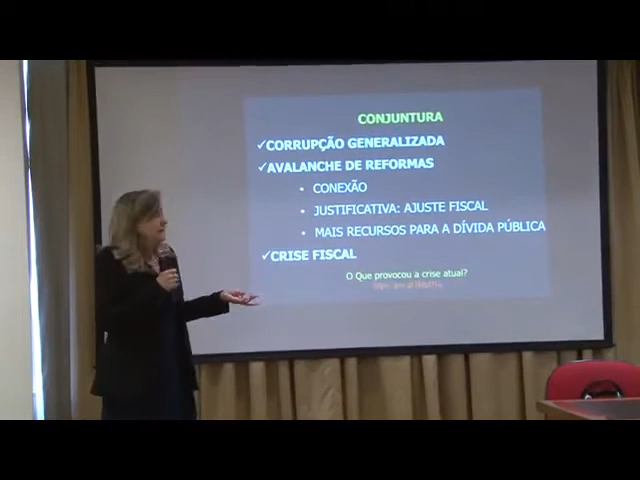 CONJUNTURA
✓CORRUPÇÃO GENERALIZADA
✓AVALANCHE DE REFORMAS
• CONEXÃO
• JUSTIFICATIVA: AJUSTE FISCAL
• MAIS RECURSOS PARA A DÍVIDA PÚBLICA
✓CRISE FISCAL
O Que provocou a crise atual?